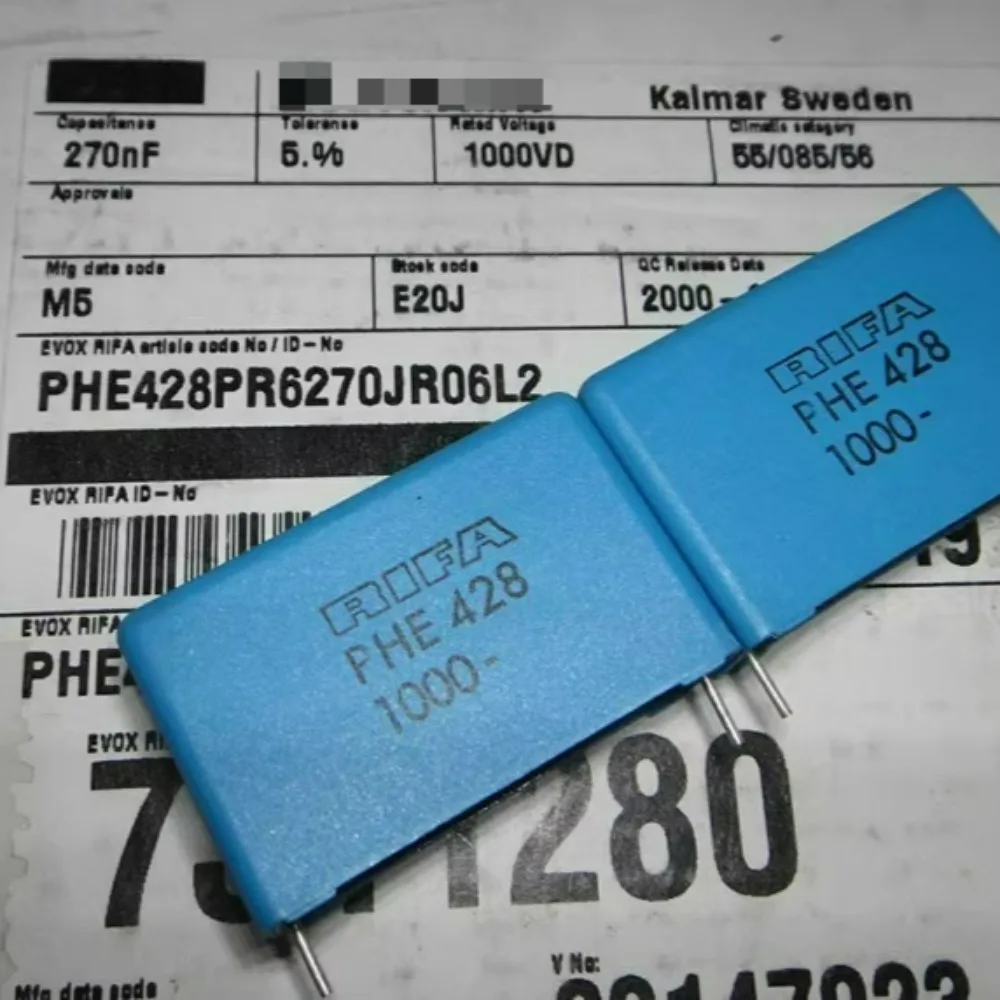 Kalmar Sweden
Capacitance Tolerance Rated Voltage Climatic category
270nF 5.% 1000VD 55/085/56
Approvals
Mfg date code Stock code QC Release Date
M5 E20J 2000-
EVOX RIFA article code No / ID-No
PHE428PR6270JR06L2
EVOX RIFA ID-No
EVOX RIFA
PHE
EVOX
RIFA
PHE 428
1000-
RIFA
PHE 428
1000-
1280
V No:
Mfg date code